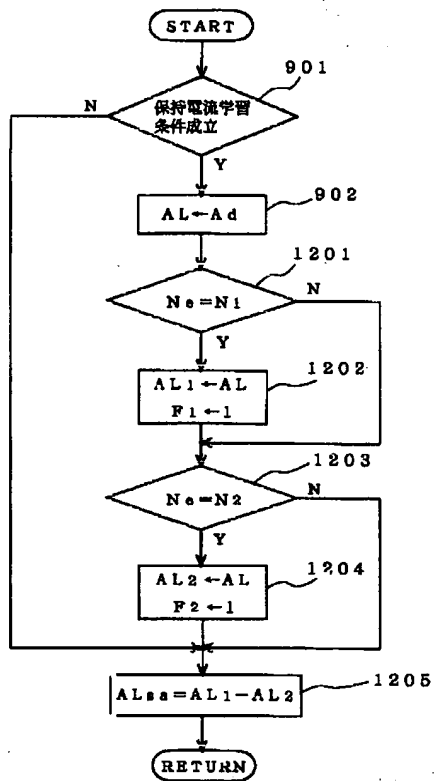 START
901
N
保持電流学習
条件成立
Y
902
AL←Ad
1201
Ne=N1
N
Y
1202
AL1←AL
F1←1
1203
Ne=N2
N
Y
1204
AL2←AL
F2←1
1205
ALsa=AL1-AL2
RETURN